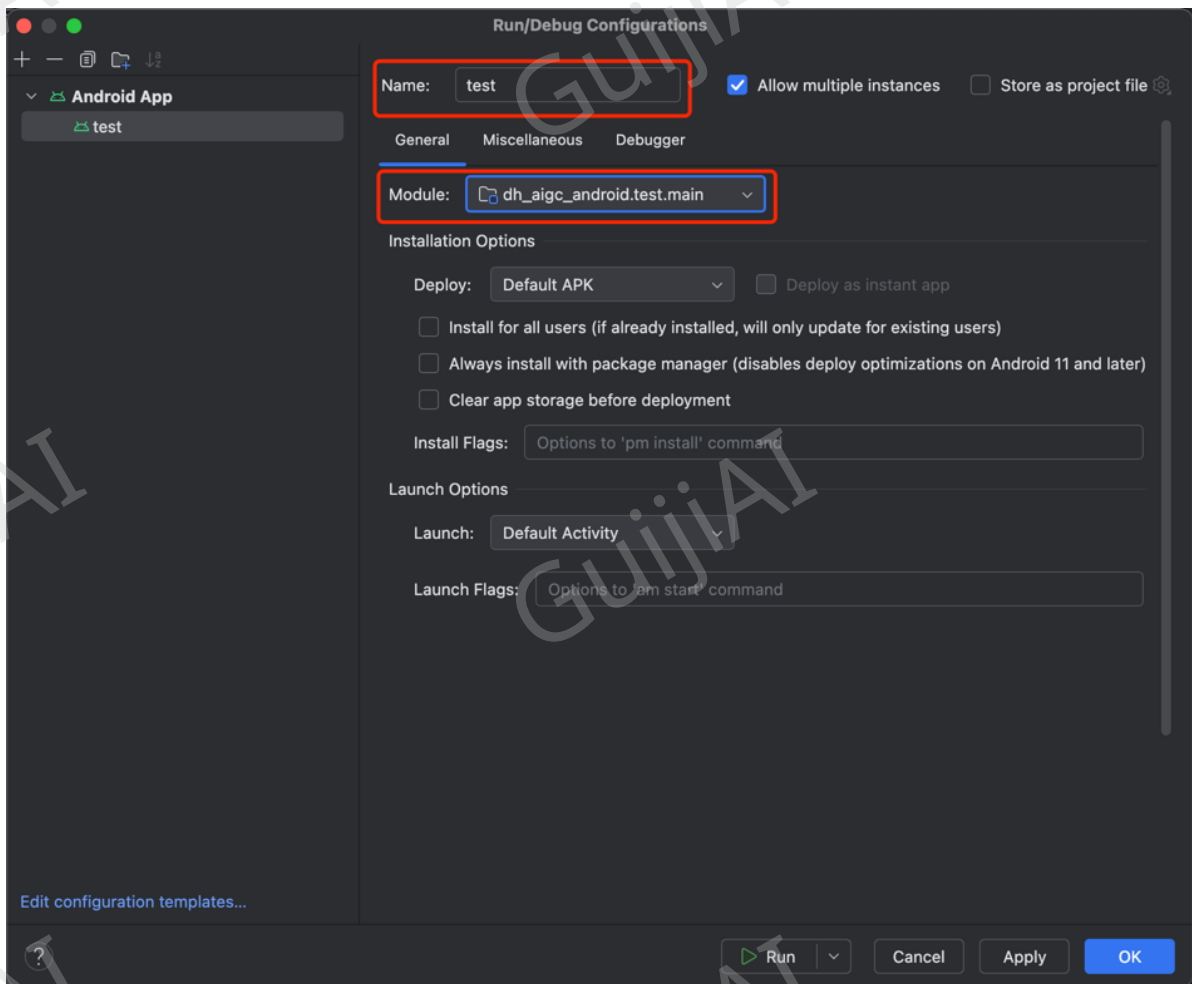 Run/Debug Configurations
Name: test
Allow multiple instances
Store as project file
Android App
test
General Miscellaneous Debugger
Module: dh_aigc_android.test.main
Installation Options
Deploy: Default APK
Deploy as instant app
Install for all users (if already installed, will only update for existing users)
Always install with package manager (disables deploy optimizations on Android 11 and later)
Clear app storage before deployment
Install Flags: Options to 'pm install' command
Launch Options
Launch: Default Activity
Launch Flags: Options to 'am start' command
Edit configuration templates...
? Run Cancel Apply OK
GuijiAI
GuijiAI
AI
AI
AI